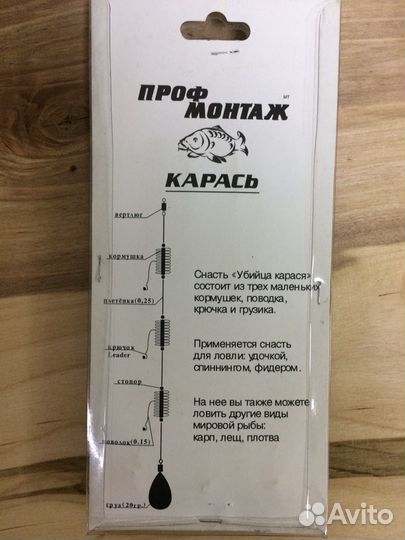 ПРОФ
МОНТАЖ
МТ
КАРАСЬ
вертлюг
кормушка
плетёнка(0,25)
крючок
Leader
стопор
поводок(0.15)
груз(20гр.)
Снасть «Убийца карася»
состоит из трех маленьких
кормушек, поводка,
крючка и грузика.
Применяется снасть
для ловли: удочкой,
спиннингом, фидером.
На нее вы также можете
ловить другие виды
мировой рыбы:
карп, лещ, плотва
Avito